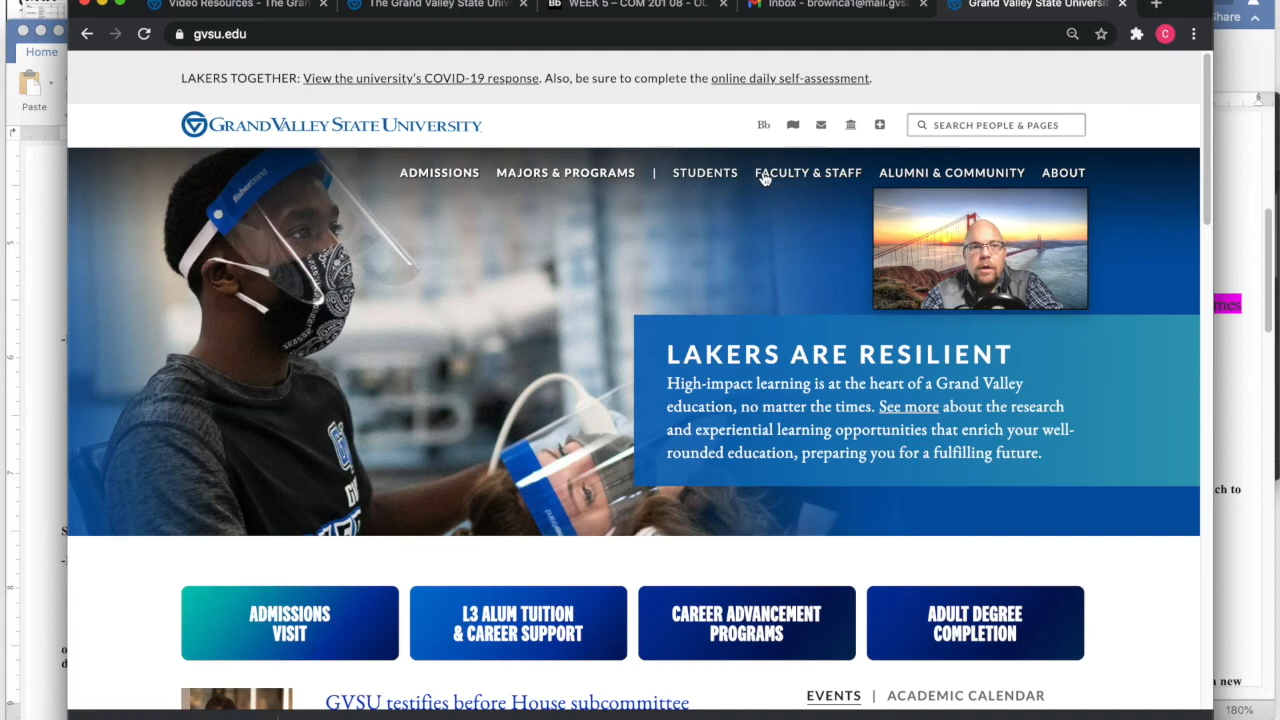 Video Resources – The Gran
The Grand Valley State Univ
Bb WEEK 5 – COM 201 08 – OL
Inbox - brownca1@mail.gvs
Grand Valley State Universit
Share
Home
gvsu.edu
C
Paste
LAKERS TOGETHER: View the university's COVID-19 response. Also, be sure to complete the online daily self-assessment.
GRAND VALLEY STATE UNIVERSITY
Bb
SEARCH PEOPLE & PAGES
ADMISSIONS MAJORS & PROGRAMS | STUDENTS FACULTY & STAFF ALUMNI & COMMUNITY ABOUT
fishertrend
LAKERS ARE RESILIENT
High-impact learning is at the heart of a Grand Valley
education, no matter the times. See more about the research
and experiential learning opportunities that enrich your well-
rounded education, preparing you for a fulfilling future.
ch to
ADMISSIONS
VISIT
L3 ALUM TUITION
& CAREER SUPPORT
CAREER ADVANCEMENT
PROGRAMS
ADULT DEGREE
COMPLETION
a new
GVSU testifies before House subcommittee
EVENTS | ACADEMIC CALENDAR
180%